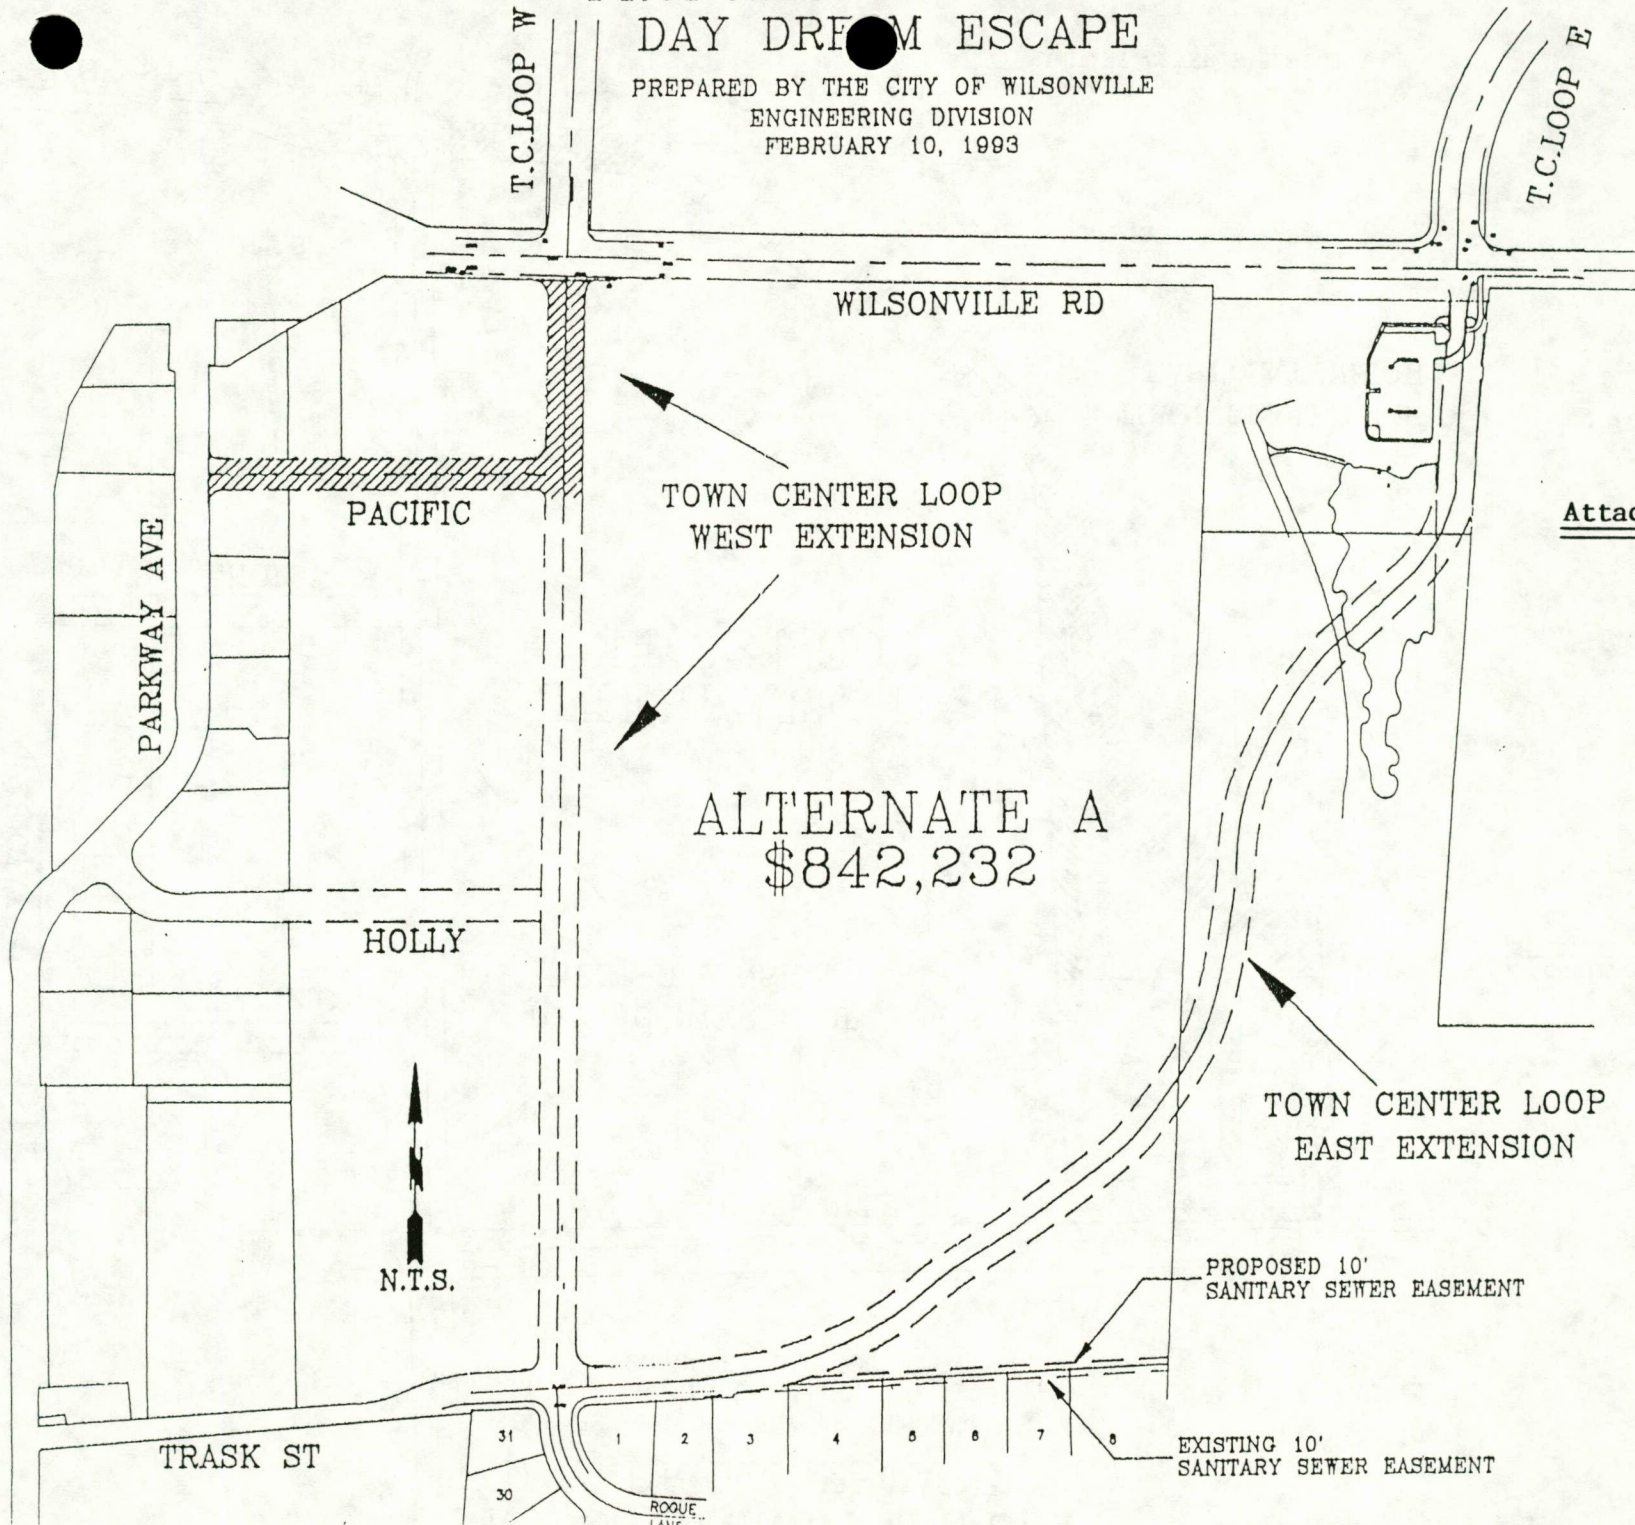 DAY DRE M ESCAPE
PREPARED BY THE CITY OF WILSONVILLE
ENGINEERING DIVISION
FEBRUARY 10, 1993
T.C.LOOP W
T.C.LOOP E
WILSONVILLE RD
TOWN CENTER LOOP
WEST EXTENSION
PACIFIC
PARKWAY AVE
Attac
ALTERNATE A
$842,232
HOLLY
TOWN CENTER LOOP
EAST EXTENSION
N
N.T.S.
PROPOSED 10'
SANITARY SEWER EASEMENT
TRASK ST
31
1
2
3
4
5
6
7
8
EXISTING 10'
SANITARY SEWER EASEMENT
30
ROGUE
LANE